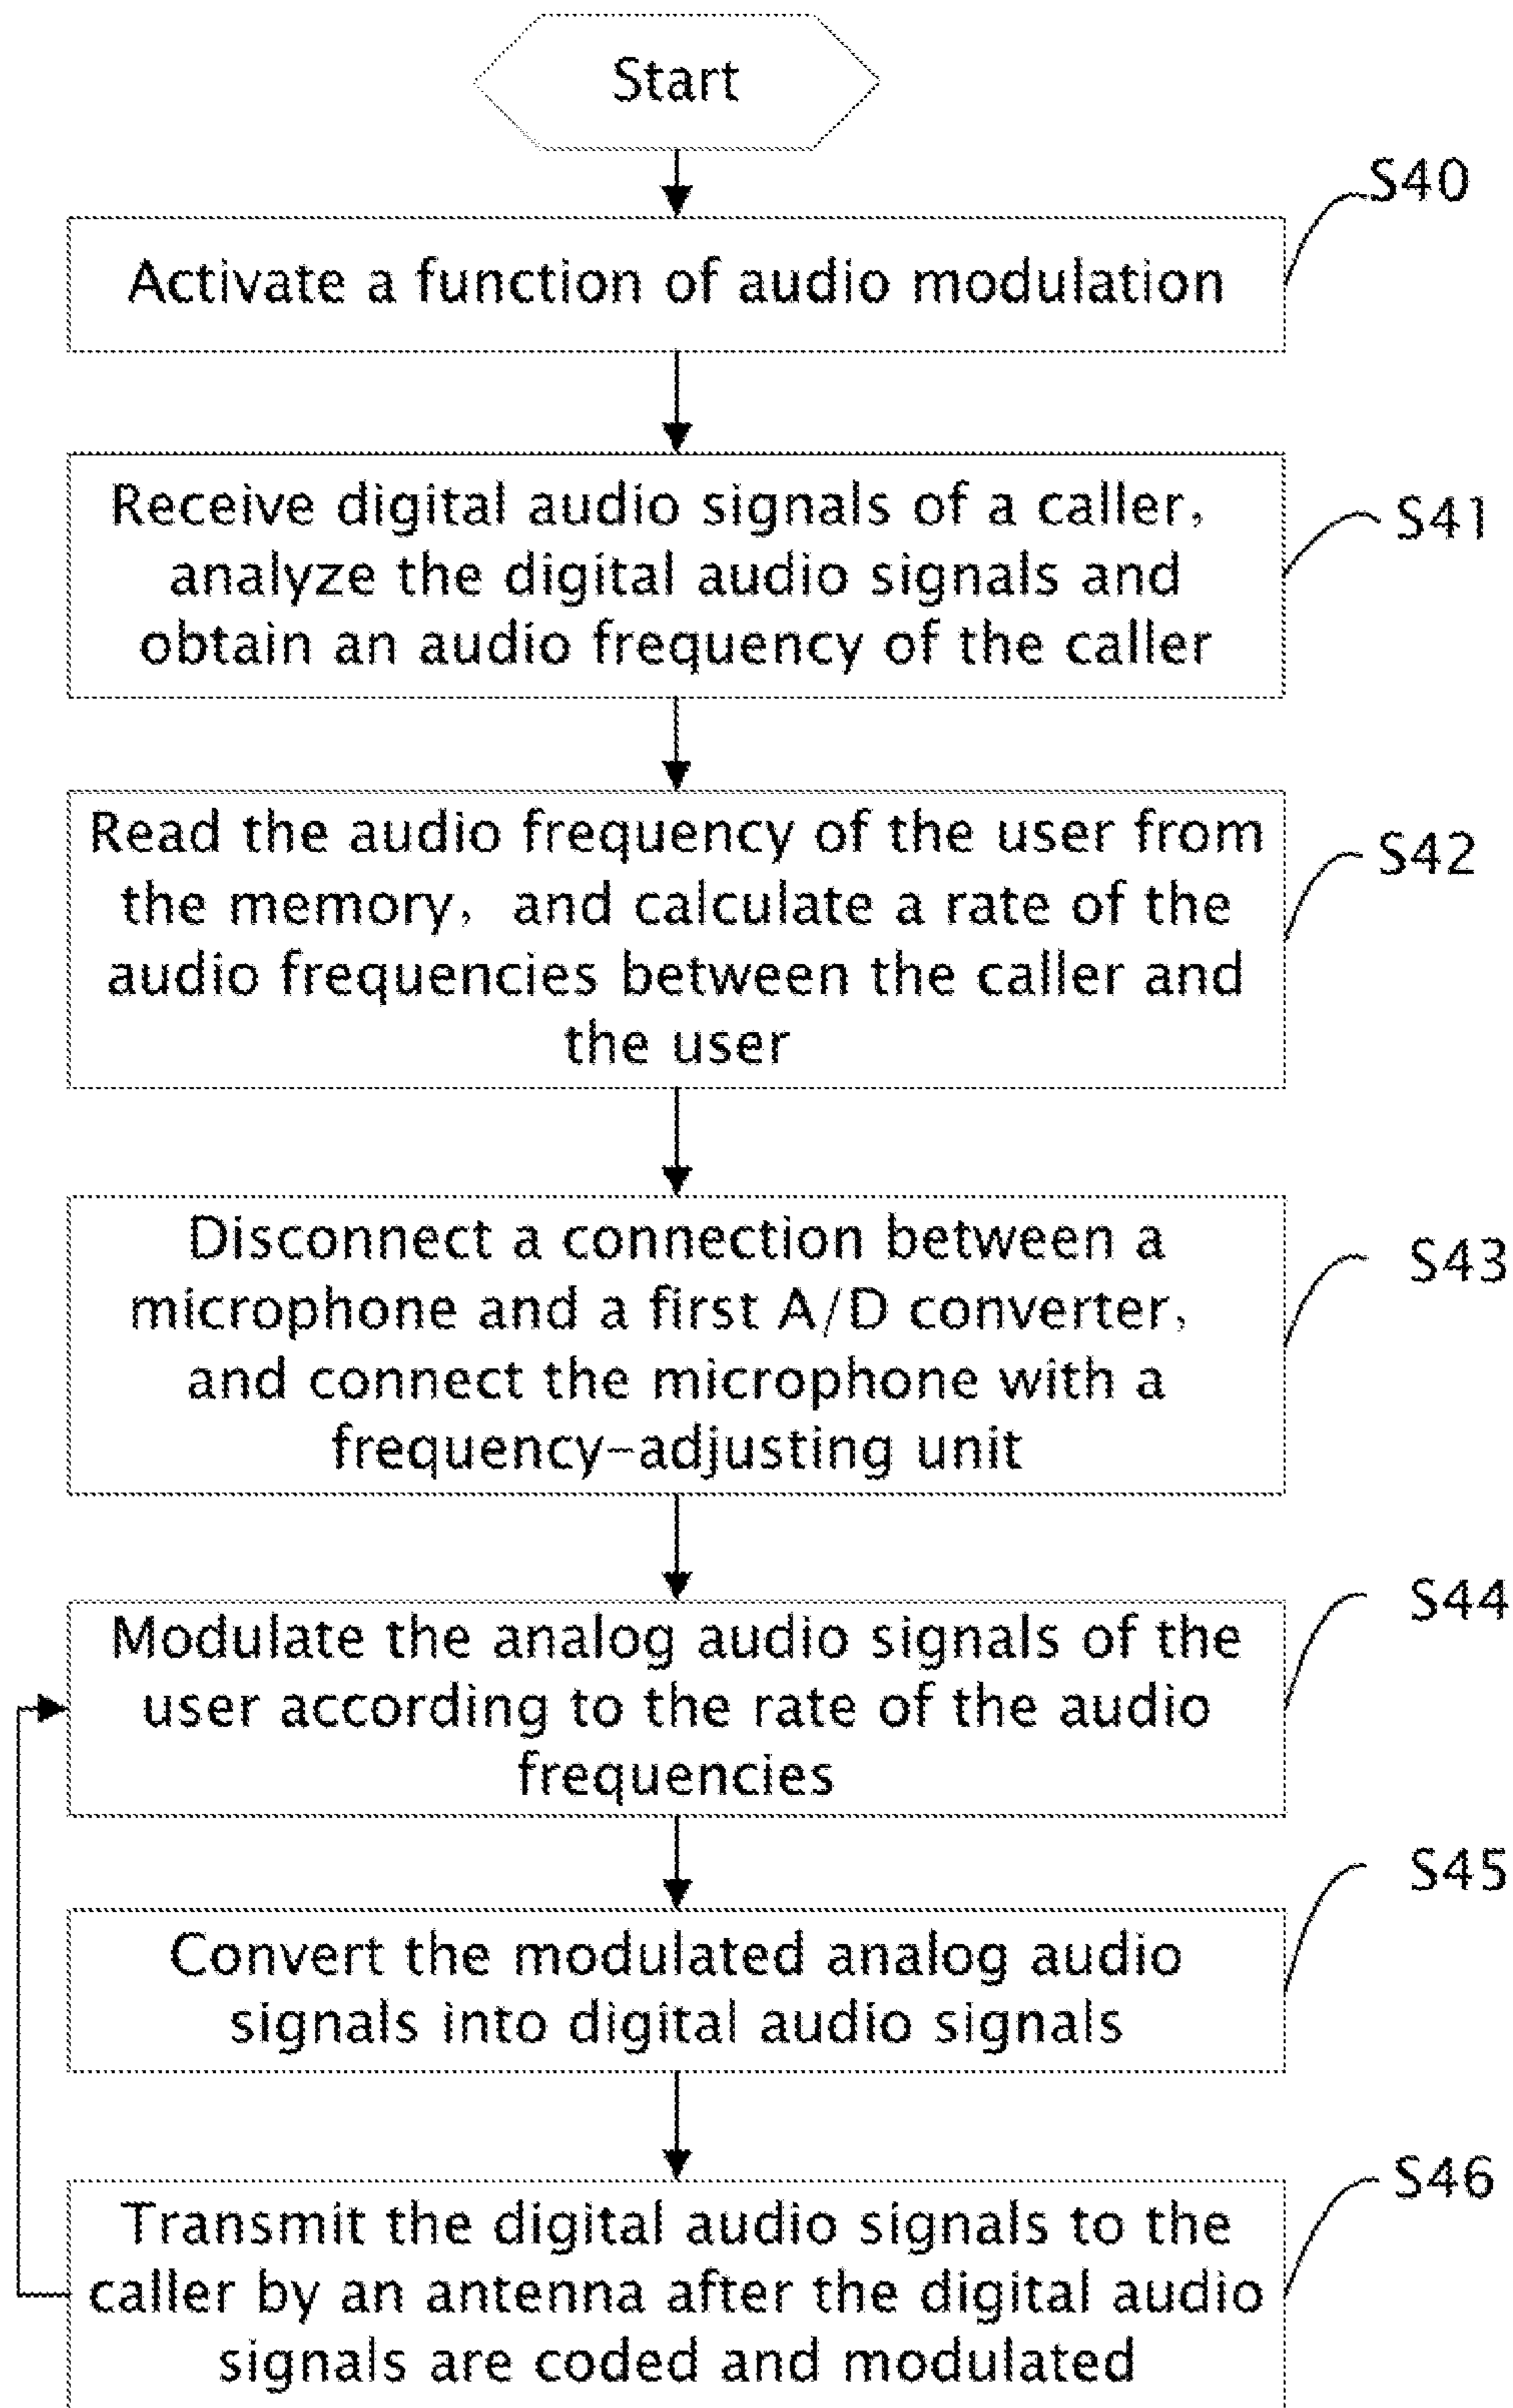 Start
S40
Activate a function of audio modulation
Receive digital audio signals of a caller,
analyze the digital audio signals and
obtain an audio frequency of the caller
S41
Read the audio frequency of the user from
the memory, and calculate a rate of the
audio frequencies between the caller and
the user
S42
Disconnect a connection between a
microphone and a first A/D converter,
and connect the microphone with a
frequency-adjusting unit
S43
Modulate the analog audio signals of the
user according to the rate of the audio
frequencies
S44
Convert the modulated analog audio
signals into digital audio signals
S45
Transmit the digital audio signals to the
caller by an antenna after the digital audio
signals are coded and modulated
S46